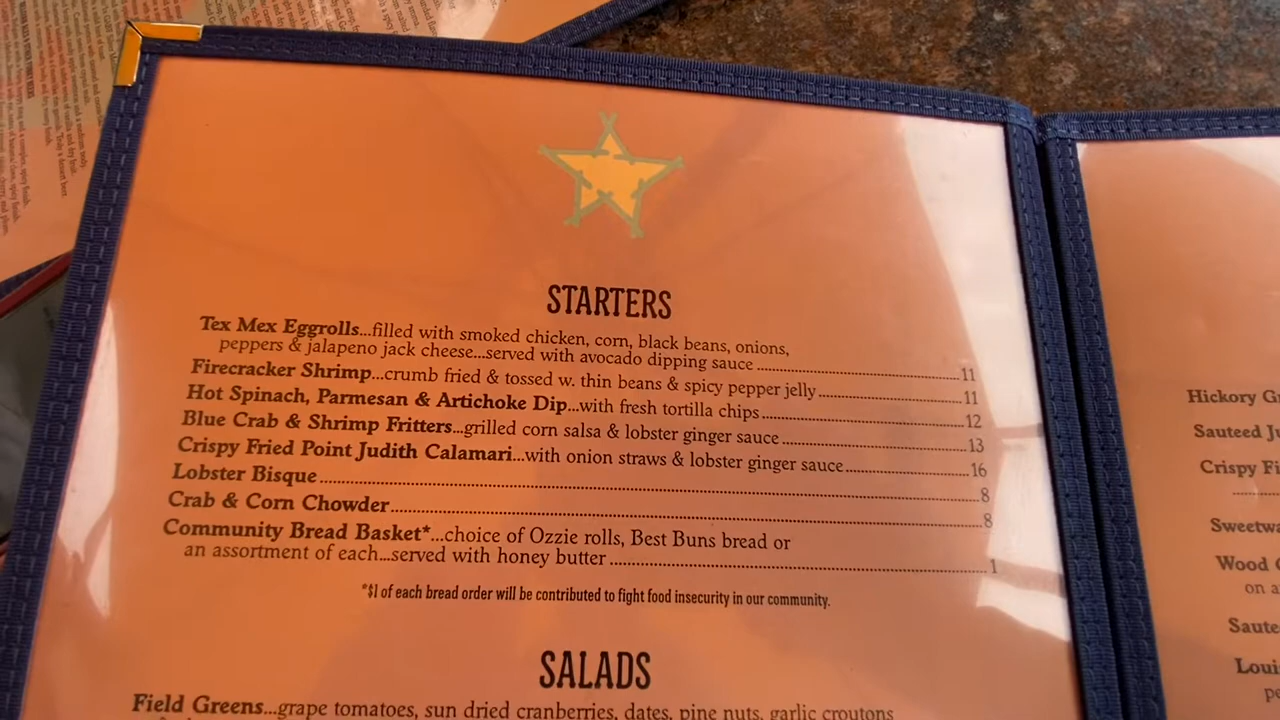 STARTERS
Tex Mex Eggrolls...filled with smoked chicken, corn, black beans, onions,
peppers & jalapeno jack cheese...served with avocado dipping sauce 11
Firecracker Shrimp...crumb fried & tossed w. thin beans & spicy pepper jelly 11
Hot Spinach, Parmesan & Artichoke Dip...with fresh tortilla chips 12
Blue Crab & Shrimp Fritters...grilled corn salsa & lobster ginger sauce 13
Crispy Fried Point Judith Calamari...with onion straws & lobster ginger sauce 16
Lobster Bisque 8
Crab & Corn Chowder 8
Community Bread Basket*...choice of Ozzie rolls, Best Buns bread or
an assortment of each...served with honey butter 1
*$1 of each bread order will be contributed to fight food insecurity in our community.
SALADS
Field Greens...grape tomatoes, sun dried cranberries, dates, pine nuts, garlic croutons
Hickory
Sauteed
Crispy
Wood
on